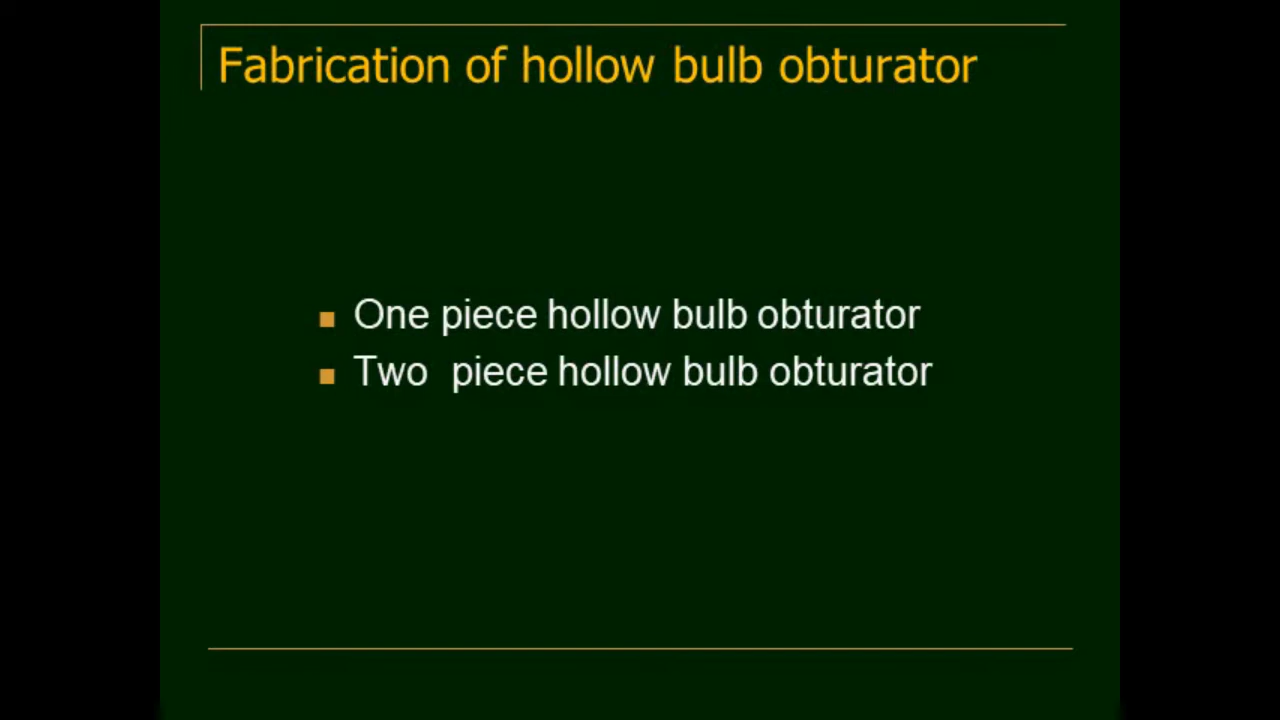 Fabrication of hollow bulb obturator
One piece hollow bulb obturator
Two  piece hollow bulb obturator